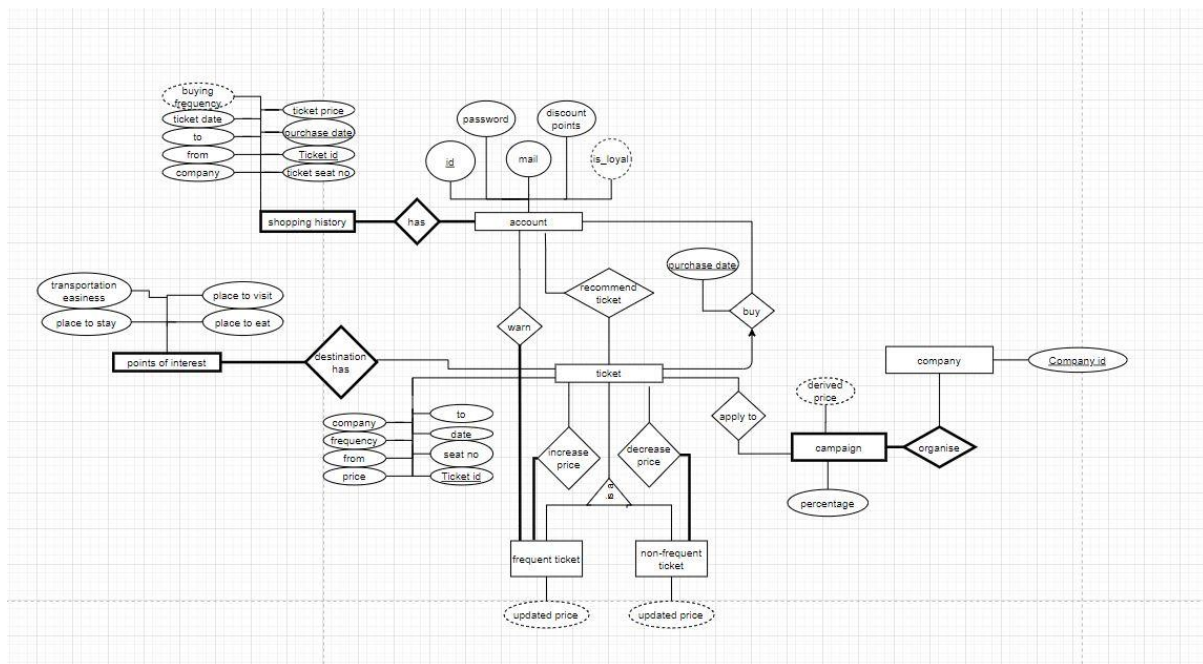 buying
frequency
ticket date
to
from
company
ticket price
purchase date
Ticket id
ticket seat no
password
discount
points
id
mail
is_loyal
shopping history
has
account
transportation
easiness
place to visit
place to stay
place to eat
points of interest
destination
has
recommend
ticket
purchase date
buy
warn
ticket
company
Company id
company
frequency
from
price
to
date
seat no
Ticket id
increase
price
decrease
price
is a
apply to
derived
price
campaign
organise
percentage
frequent ticket
non-frequent
ticket
updated price
updated price